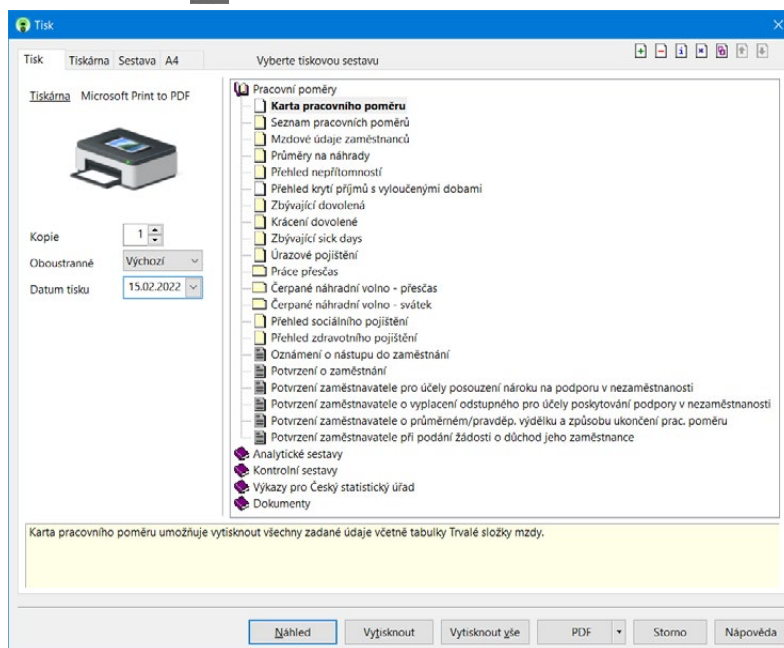 Tisk
Tisk Tiskárna Sestava A4 Vyberte tiskovou sestavu
Tiskárna Microsoft Print to PDF
Kopie 1
Oboustranně Výchozí
Datum tisku 15.02.2022
Pracovní poměry
Karta pracovního poměru
Seznam pracovních poměrů
Mzdové údaje zaměstnanců
Průměry na náhrady
Přehled nepřítomností
Přehled krytí příjmů s vyloučenými dobami
Zbývající dovolená
Krácení dovolené
Zbývající sick days
Úrazové pojištění
Práce přesčas
Čerpané náhradní volno - přesčas
Čerpané náhradní volno - svátek
Přehled sociálního pojištění
Přehled zdravotního pojištění
Oznámení o nástupu do zaměstnání
Potvrzení o zaměstnání
Potvrzení zaměstnavatele pro účely posouzení nároku na podporu v nezaměstnanosti
Potvrzení zaměstnavatele o vyplacení odstupného pro účely poskytování podpory v nezaměstnanosti
Potvrzení zaměstnavatele o průměrném/pravděp. výdělku a způsobu ukončení prac. poměru
Potvrzení zaměstnavatele při podání žádosti o důchod jeho zaměstnance
Analytické sestavy
Kontrolní sestavy
Výkazy pro Český statistický úřad
Dokumenty
Karta pracovního poměru umožňuje vytisknout všechny zadané údaje včetně tabulky Trvalé složky mzdy.
Náhled Vytisknout Vytisknout vše PDF Storno Nápověda